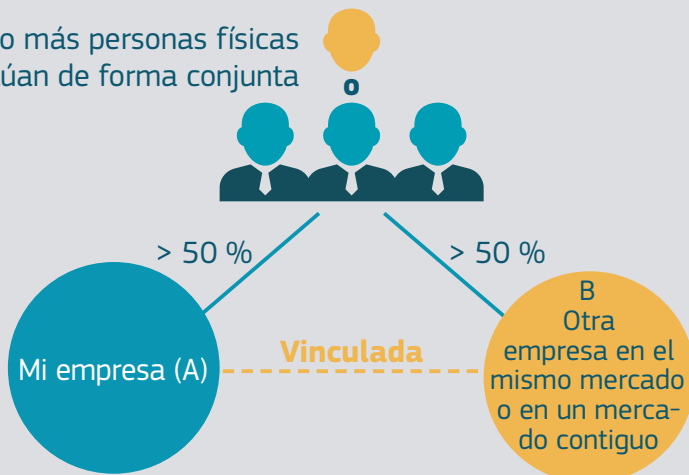 o más personas físicas
úan de forma conjunta
o
> 50 %
> 50 %
Mi empresa (A)
Vinculada
B
Otra
empresa en el
mismo mercado
o en un merca-
do contiguo